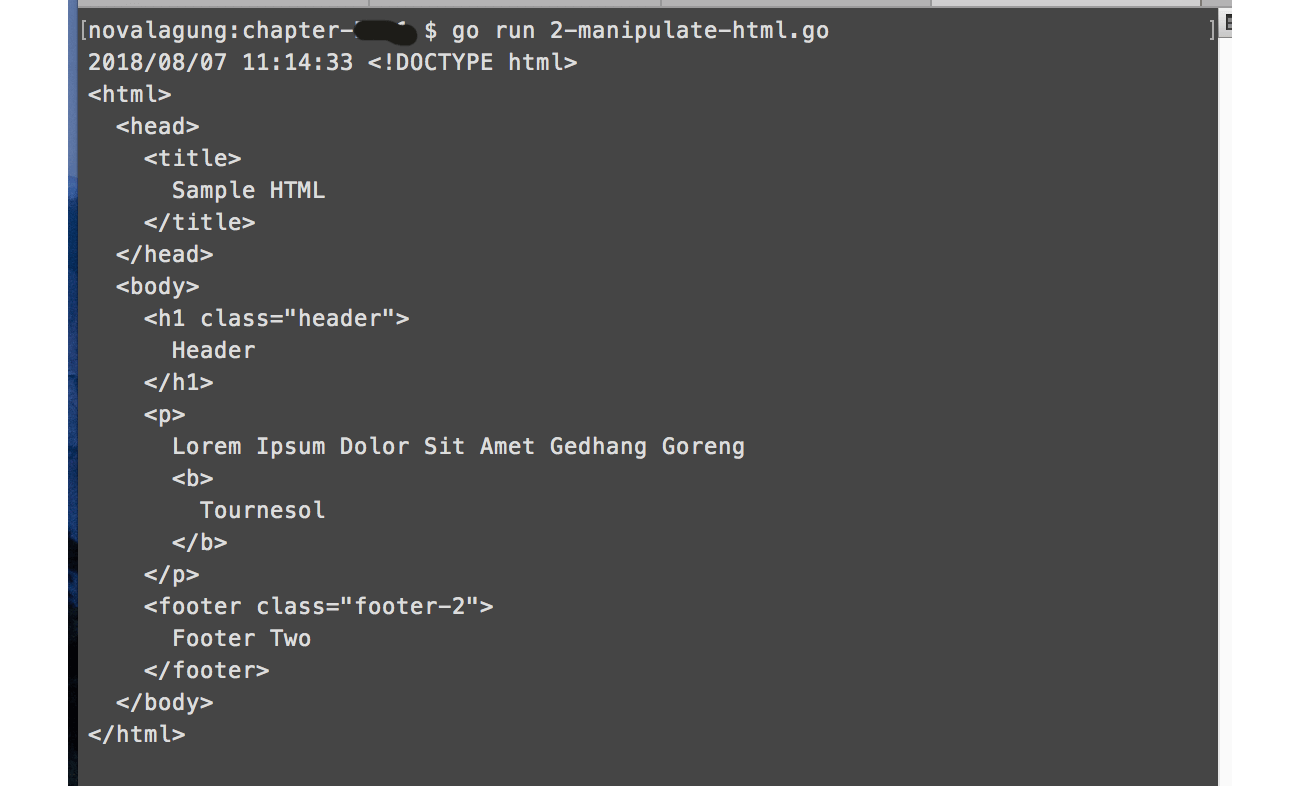 [novalagung:chapter- $ go run 2-manipulate-html.go ]
2018/08/07 11:14:33 <!DOCTYPE html>
<html>
  <head>
    <title>
      Sample HTML
    </title>
  </head>
  <body>
    <h1 class="header">
      Header
    </h1>
    <p>
      Lorem Ipsum Dolor Sit Amet Gedhang Goreng
      <b>
        Tournesol
      </b>
    </p>
    <footer class="footer-2">
      Footer Two
    </footer>
  </body>
</html>